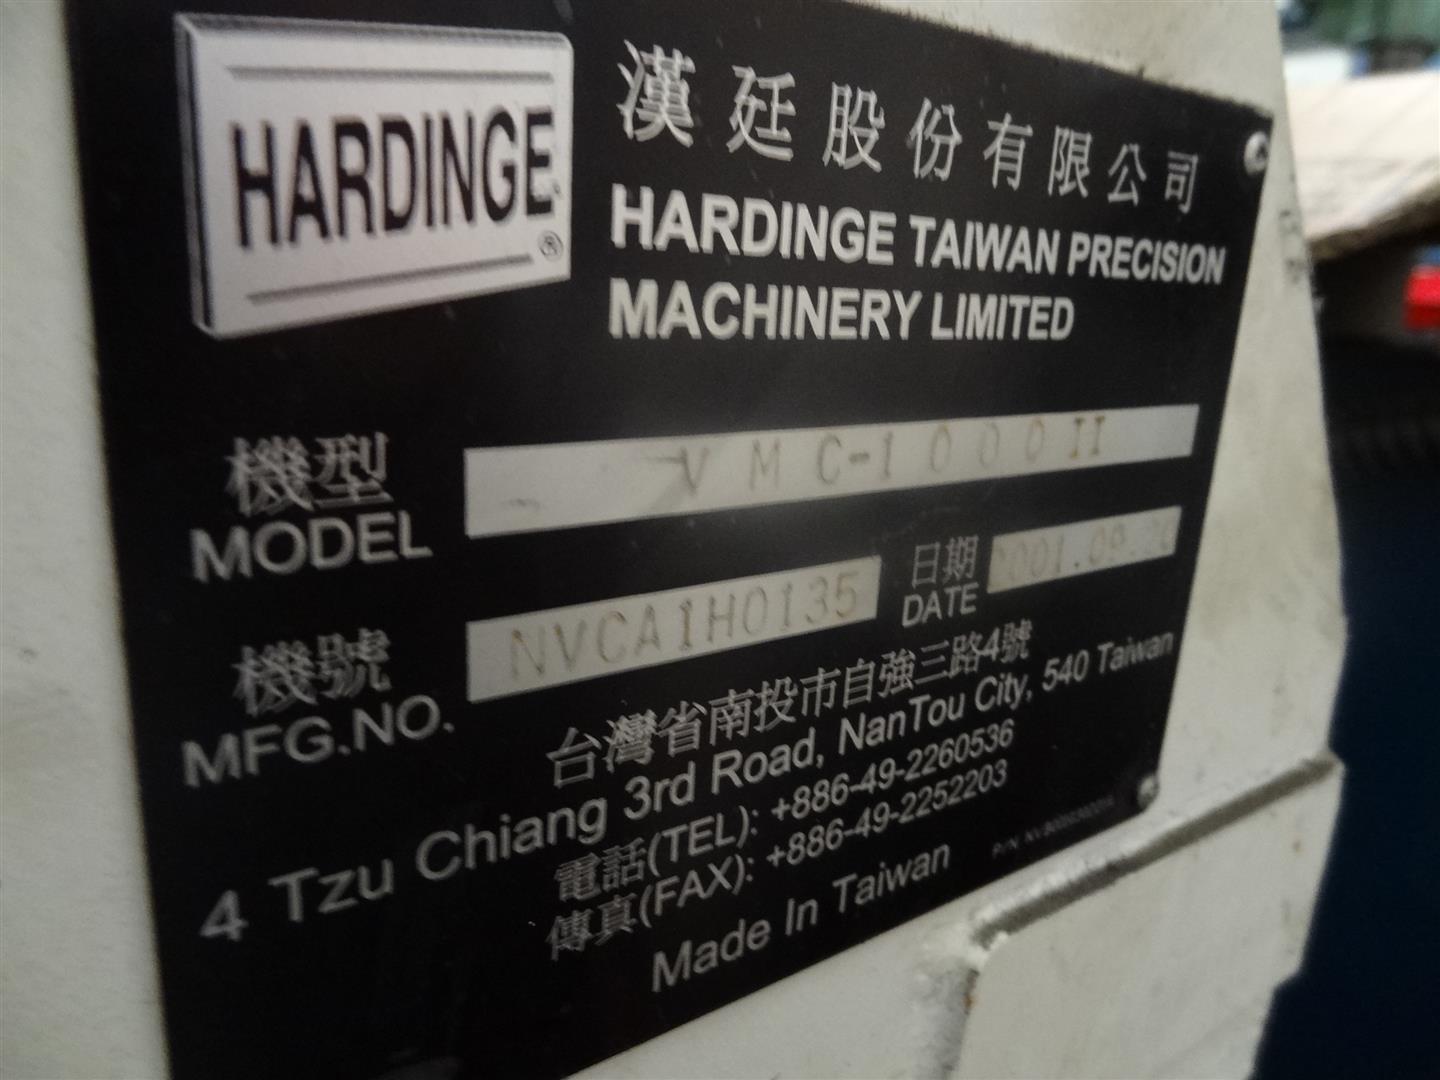 HARDINGE
®
漢廷股份有限公司
HARDINGE TAIWAN PRECISION
MACHINERY LIMITED
機型
MODEL
VMC-1000II
機號
MFG.NO.
NVCA1H0135
日期
DATE
台灣省南投市自強三路4號
4 Tzu Chiang 3rd Road, NanTou City, 540 Taiwan
電話(TEL): +886-49-2260536
傳真(FAX): +886-49-2252203
Made In Taiwan
P/N